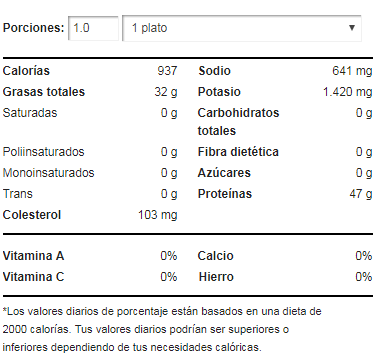 Porciones: 1.0 1 plato
Calorías 937 Sodio 641 mg
Grasas totales 32 g Potasio 1.420 mg
Saturadas 0 g Carbohidratos totales 0 g
Poliinsaturados 0 g Fibra dietética 0 g
Monoinsaturados 0 g Azúcares 0 g
Trans 0 g Proteínas 47 g
Colesterol 103 mg
Vitamina A 0% Calcio 0%
Vitamina C 0% Hierro 0%
*Los valores diarios de porcentaje están basados en una dieta de
2000 calorías. Tus valores diarios podrían ser superiores o
inferiores dependiendo de tus necesidades calóricas.